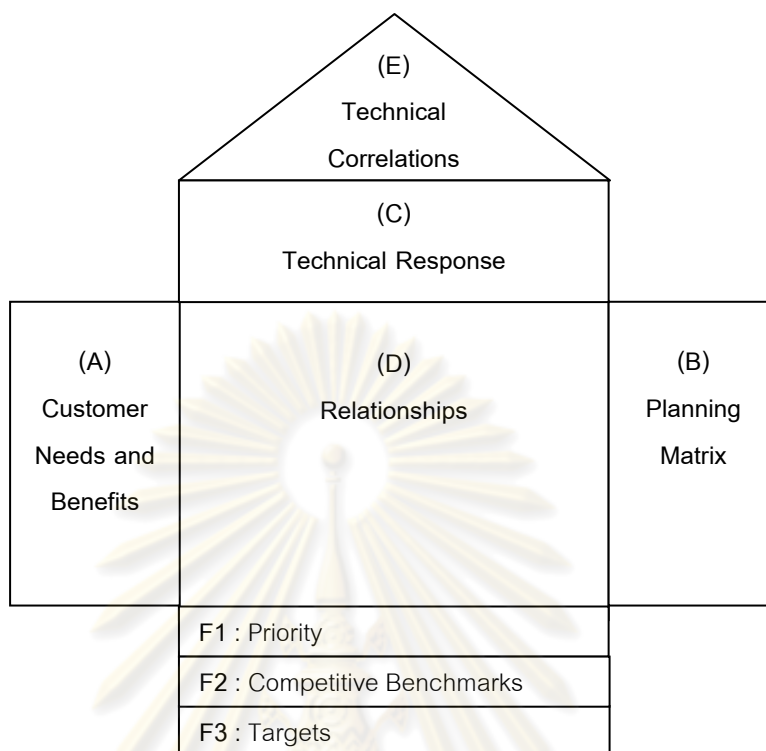 (E)
Technical
Correlations
(C)
Technical Response
(A)
Customer
Needs and
Benefits
(D)
Relationships
(B)
Planning
Matrix
F1 : Priority
F2 : Competitive Benchmarks
F3 : Targets